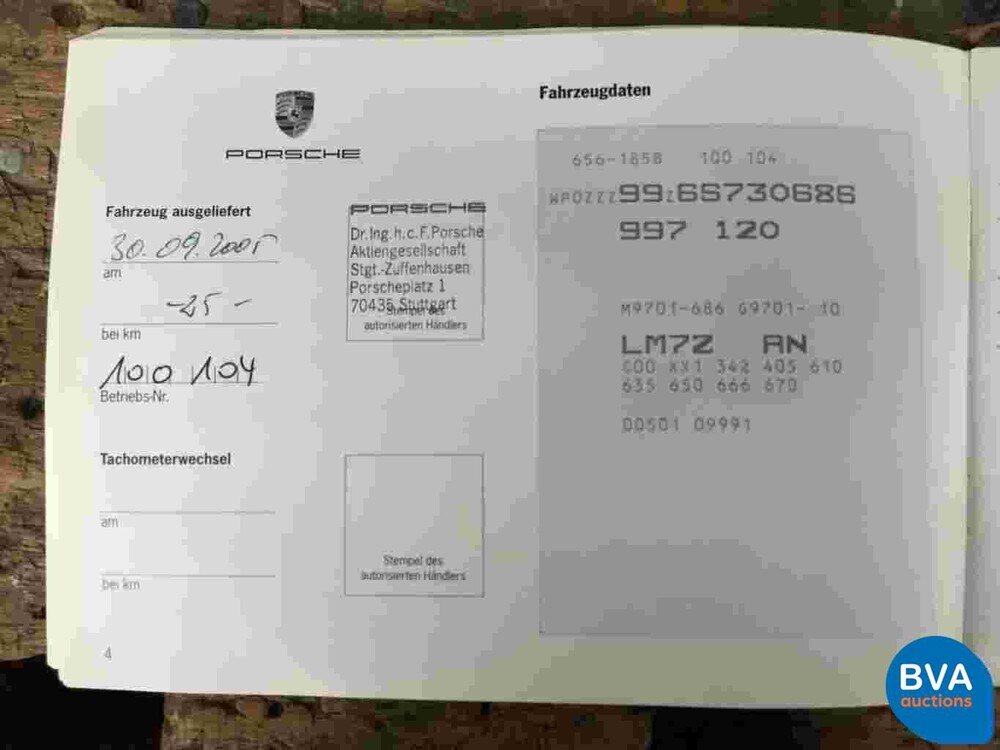 PORSCHE
Fahrzeug ausgeliefert
30.09.2005
am
-25-
bei km
100 104
Betriebs-Nr.
PORSCHE
Dr.Ing.h.c.F.Porsche
Aktiengesellschaft
Stgt.-Zuffenhausen
Porscheplatz 1
70435 Stuttgart
Stempel des
autorisierten Händlers
Tachometerwechsel
am
bei km
Stempel des
autorisierten Händlers
4
Fahrzeugdaten
656-1858 100 104
WP0ZZZ99Z6S730686
997 120
M9701-686 G9701- 10
LM7Z AN
C00 XX1 342 405 610
635 650 666 670
00501 09991
BVA
auctions